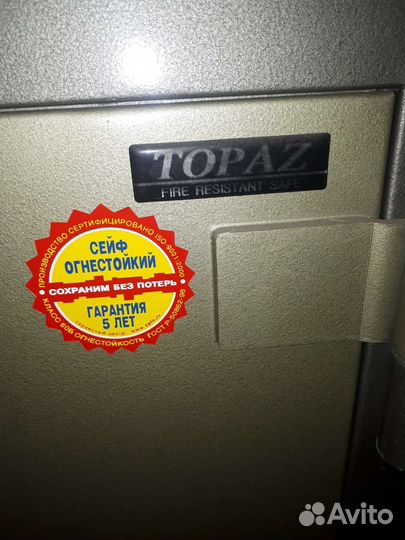 TOPAZ
FIRE RESISTANT SAFE
ПРОИЗВОДСТВО СЕРТИФИЦИРОВАНО ISO 9001:2000
СЕЙФ
ОГНЕСТОЙКИЙ
СОХРАНИМ БЕЗ ПОТЕРЬ
ГАРАНТИЯ
5 ЛЕТ
КЛАСС 60Б ОГНЕСТОЙКОСТЬ ГОСТ Р-50862-96
Avito